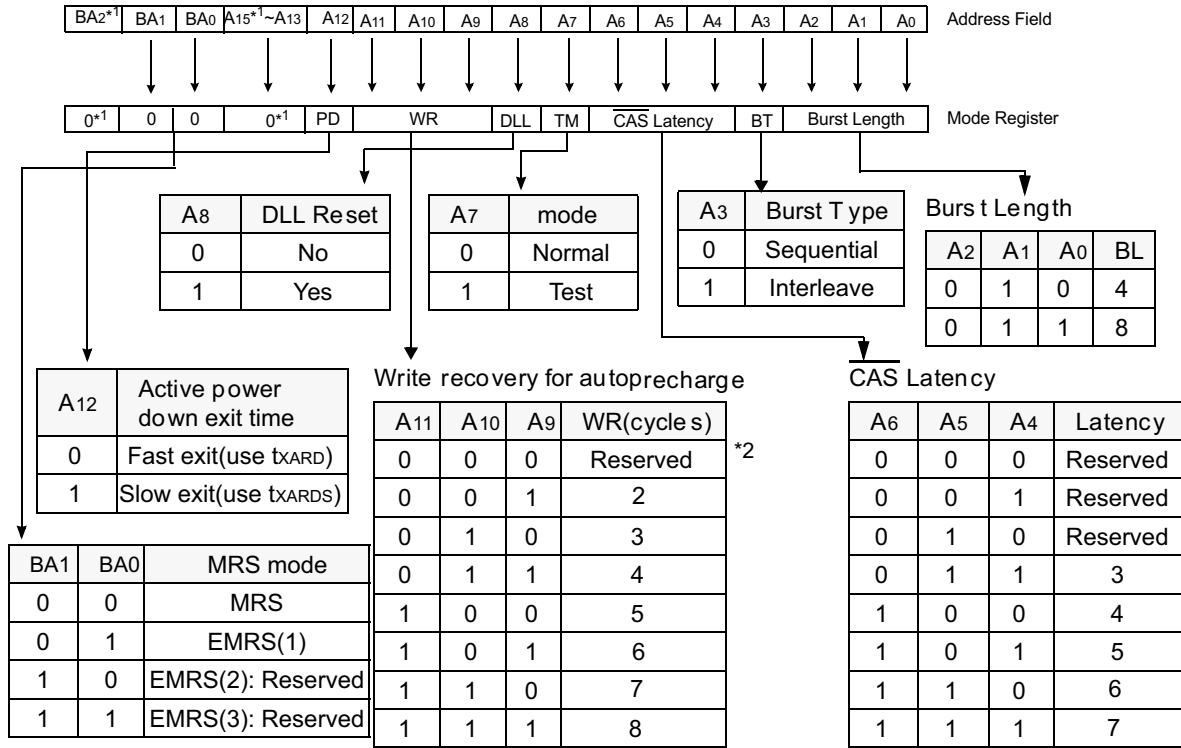 BA2*1 BA1 BA0 A15*1~A13 A12 A11 A10 A9 A8 A7 A6 A5 A4 A3 A2 A1 A0 Address Field
0*1 0 0 0*1 PD WR DLL TM CAS Latency BT Burst Length Mode Register
A8 DLL Reset
0 No
1 Yes
A7 mode
0 Normal
1 Test
A3 Burst Type
0 Sequential
1 Interleave
Burst Length
A2 A1 A0 BL
0 1 0 4
0 1 1 8
A12 Active power
down exit time
0 Fast exit(use tXARD)
1 Slow exit(use tXARDS)
BA1 BA0 MRS mode
0 0 MRS
0 1 EMRS(1)
1 0 EMRS(2): Reserved
1 1 EMRS(3): Reserved
Write recovery for autoprecharge
A11 A10 A9 WR(cycles)
0 0 0 Reserved *2
0 0 1 2
0 1 0 3
0 1 1 4
1 0 0 5
1 0 1 6
1 1 0 7
1 1 1 8
CAS Latency
A6 A5 A4 Latency
0 0 0 Reserved
0 0 1 Reserved
0 1 0 Reserved
0 1 1 3
1 0 0 4
1 0 1 5
1 1 0 6
1 1 1 7